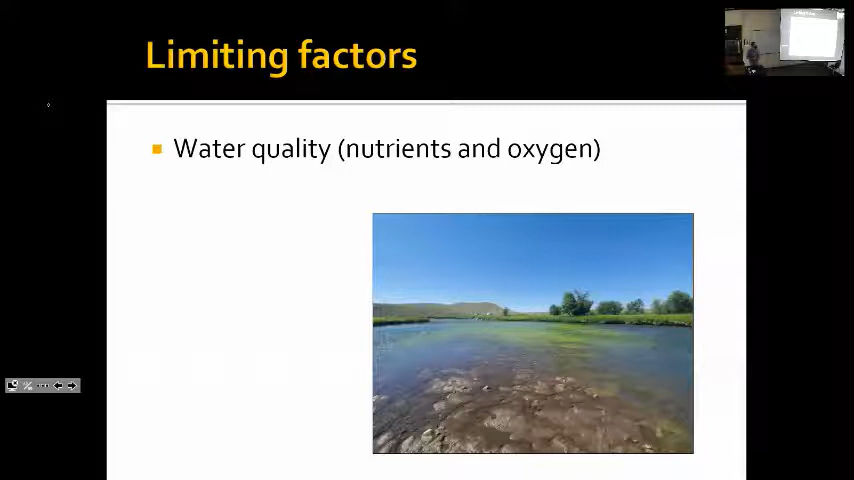 Limiting factors
Water quality (nutrients and oxygen)